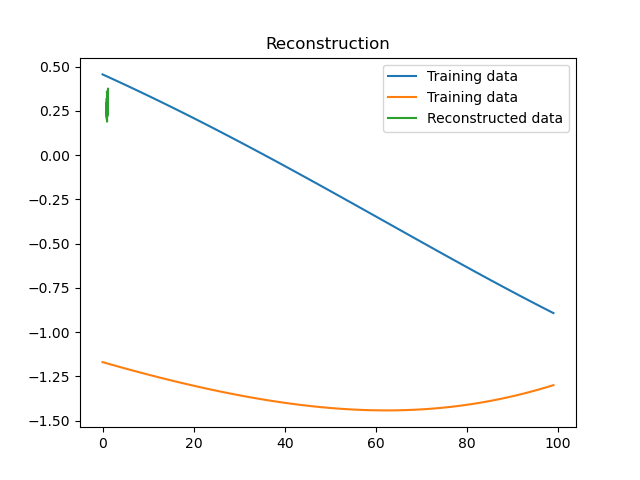 Reconstruction
Training data
Training data
Reconstructed data
0.50
0.25
0.00
−0.25
−0.50
−0.75
−1.00
−1.25
−1.50
0 20 40 60 80 100